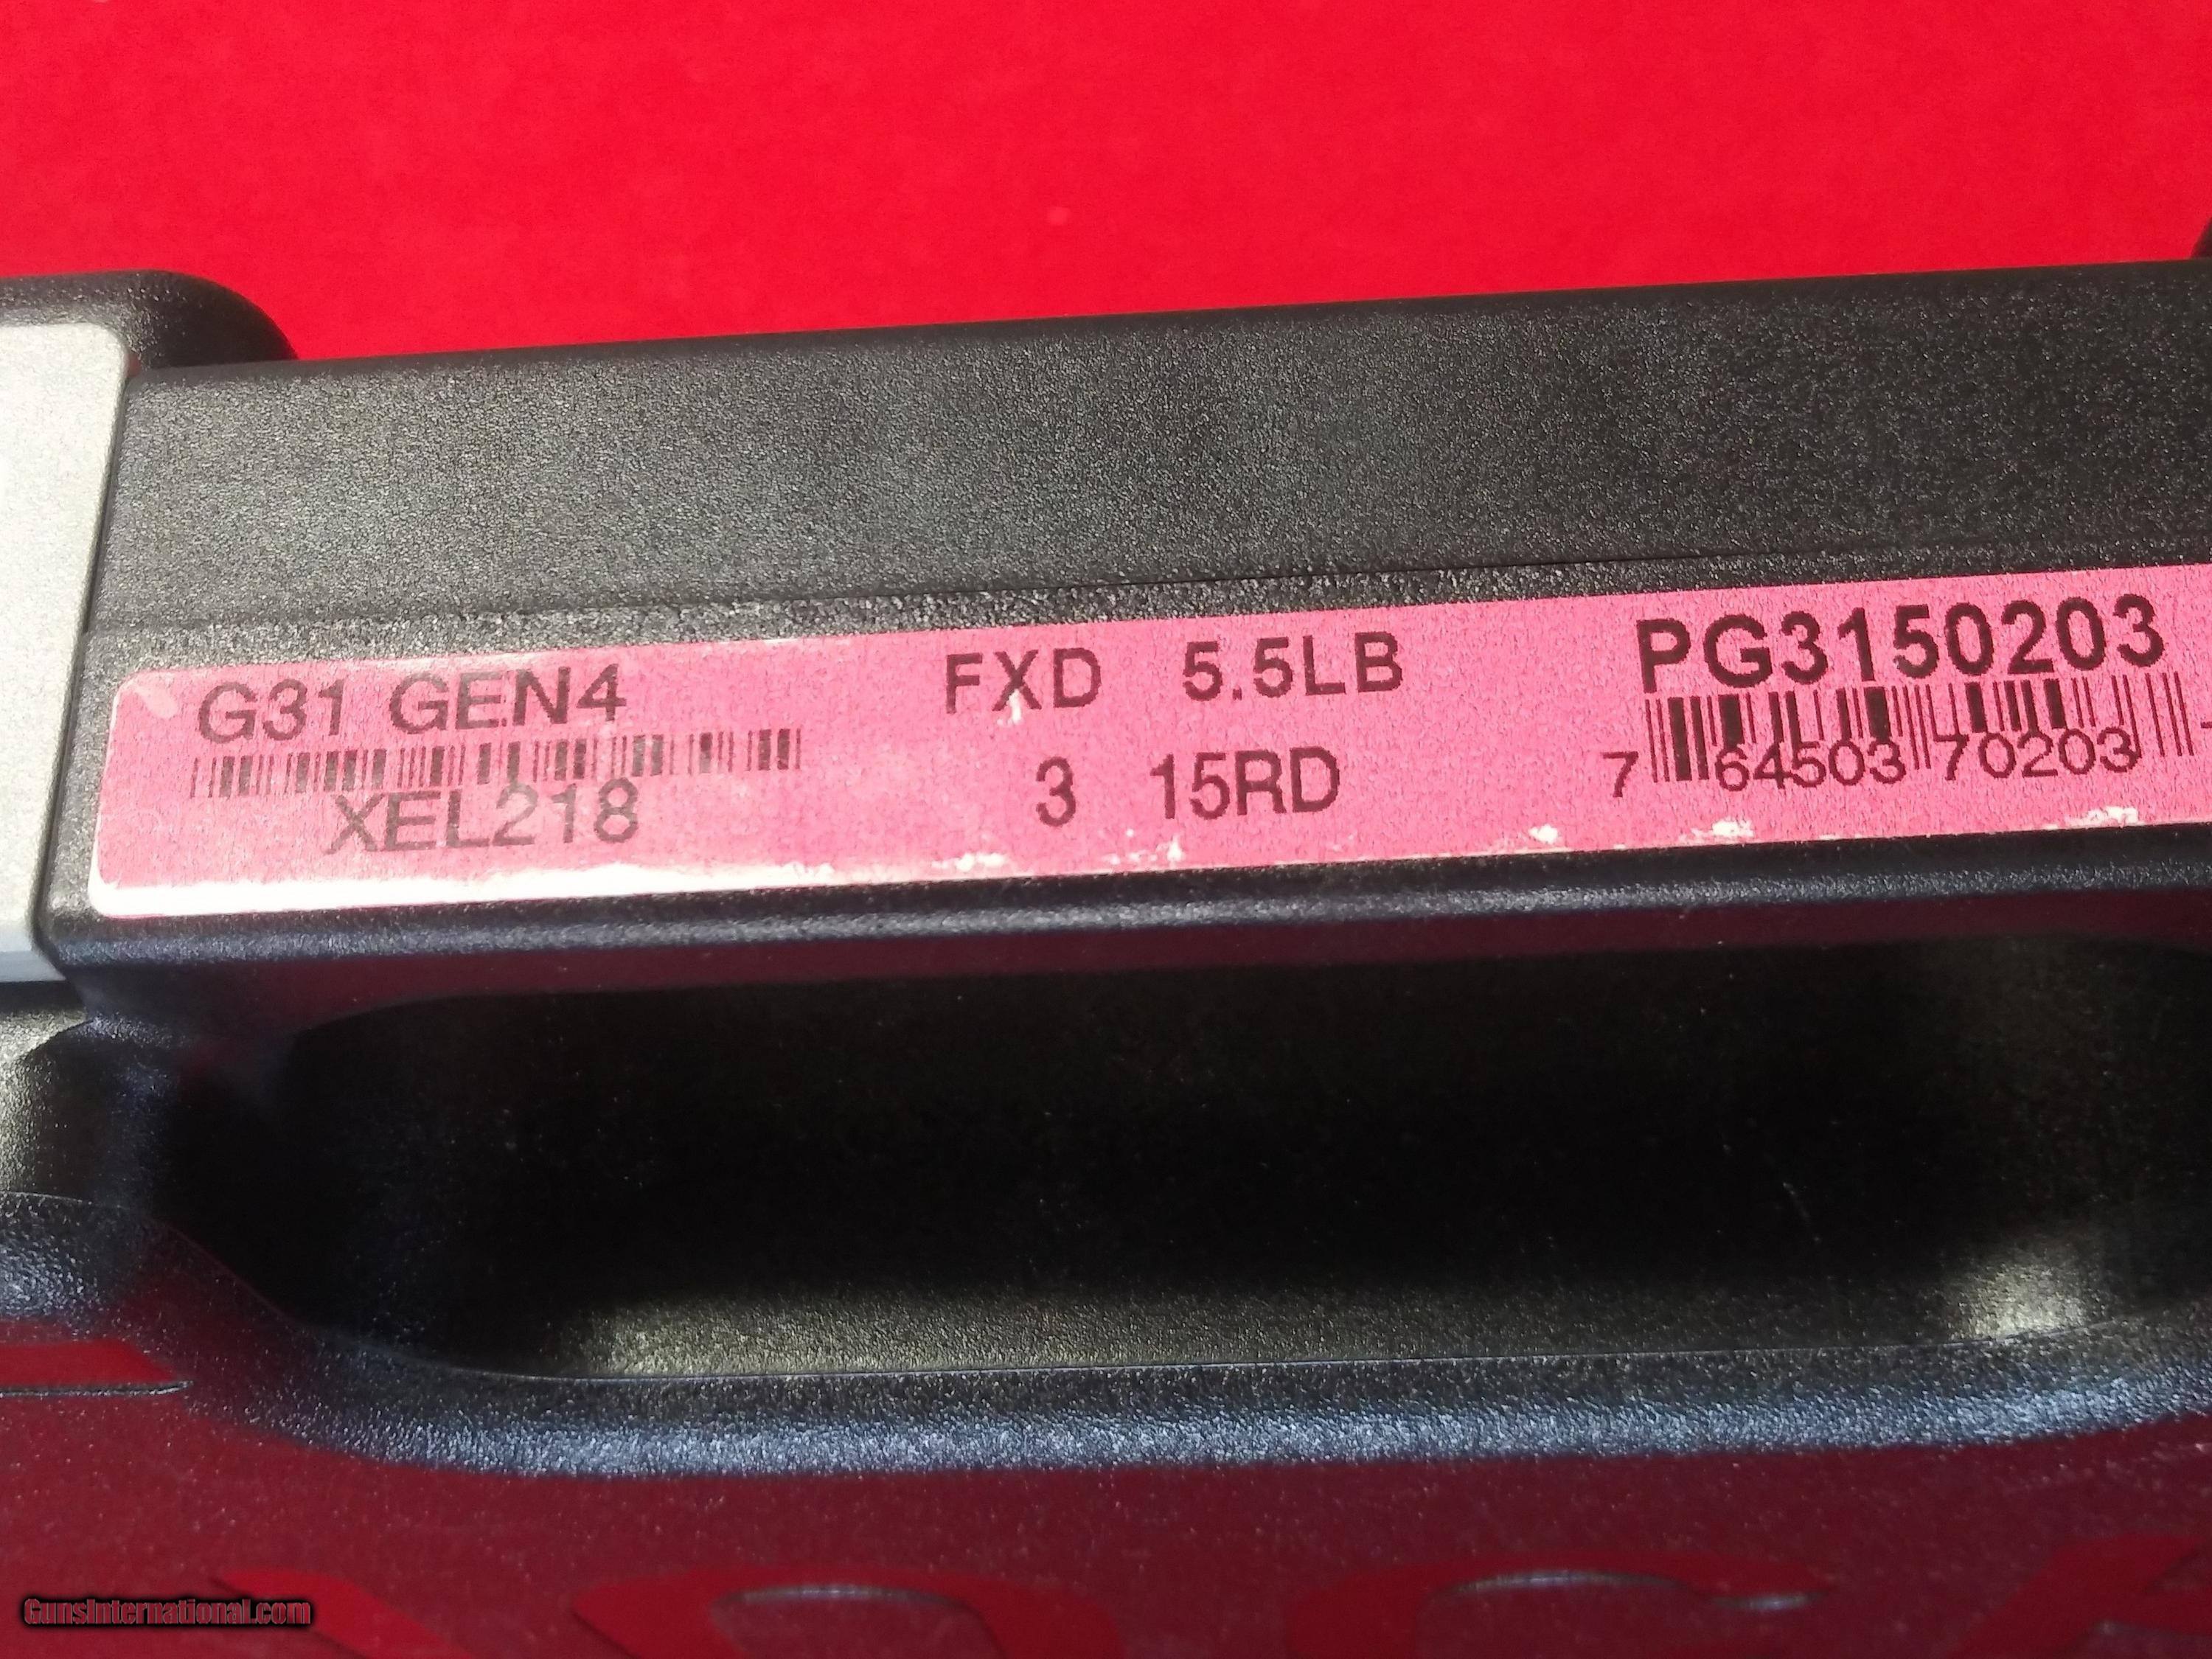 G31 GEN4 FXD 5.5LB PG3150203
XEL218 3 15RD 7 64503 70203
GunsInternational.com